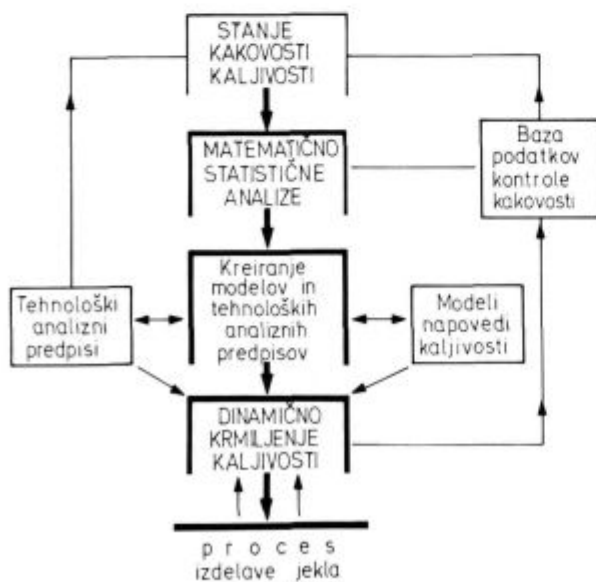 STANJE
KAKOVOSTI
KALJIVOSTI
MATEMATIČNO
STATISTIČNE
ANALIZE
Baza
podatkov
kontrole
kakovosti
Kreiranje
modelov in
tehnoloških
analiznih
predpisov
Tehnološki
analizni
predpisi
Modeli
napovedi
kaljivosti
DINAMIČNO
KRMILJENJE
KALJIVOSTI
proces
izdelave jekla